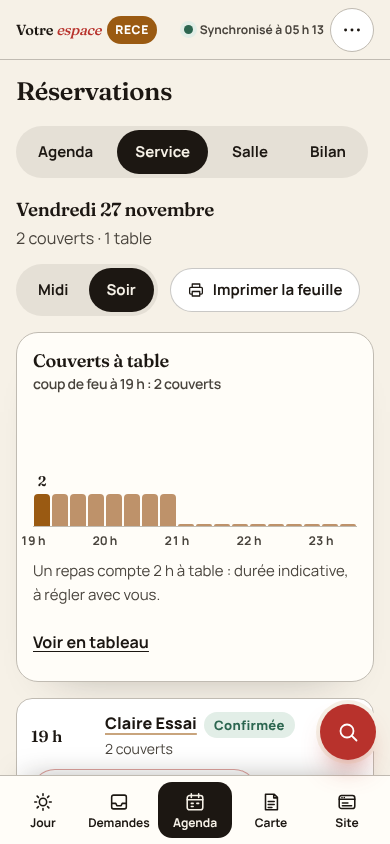 Votre espace RECE Synchronisé à 05 h 13
Réservations
Agenda Service Salle Bilan
Vendredi 27 novembre
2 couverts · 1 table
Midi Soir Imprimer la feuille
Couverts à table
coup de feu à 19 h : 2 couverts
2
19 h 20 h 21 h 22 h 23 h
Un repas compte 2 h à table : durée indicative,
à régler avec vous.
Voir en tableau
19 h Claire Essai Confirmée
2 couverts
Jour Demandes Agenda Carte Site